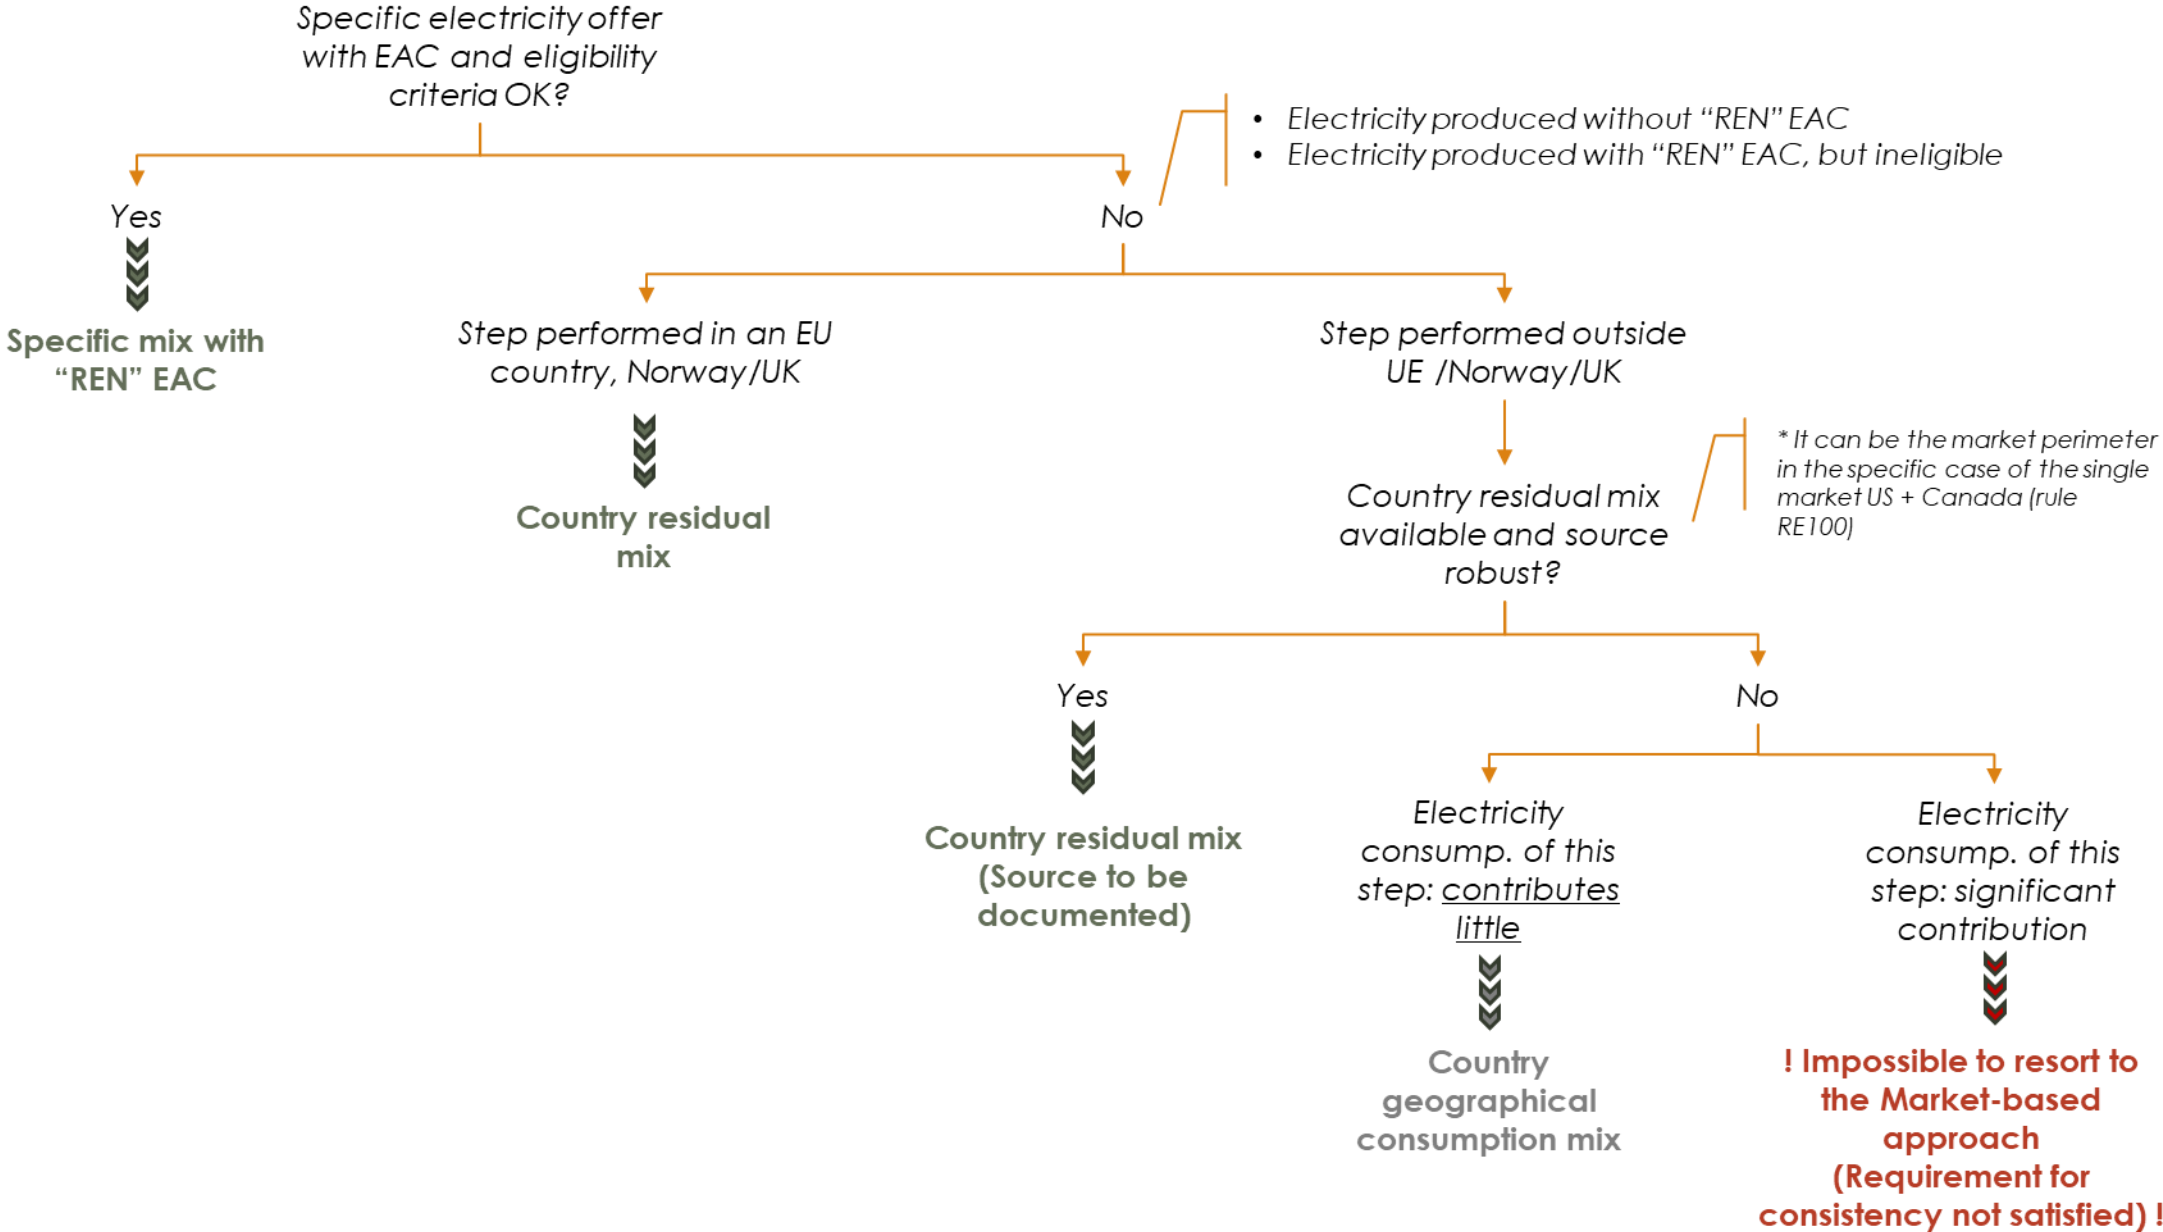 Specific electricity offer
with EAC and eligibility
criteria OK?
• Electricity produced without “REN” EAC
• Electricity produced with “REN” EAC, but ineligible
Yes
No
Specific mix with
“REN” EAC
Step performed in an EU
country, Norway/UK
Step performed outside
UE /Norway/UK
Country residual
mix
* It can be the market perimeter
in the specific case of the single
market US + Canada (rule
RE100)
Country residual mix
available and source
robust?
Yes
No
Country residual mix
(Source to be
documented)
Electricity
consump. of this
step: contributes
little
Electricity
consump. of this
step: significant
contribution
Country
geographical
consumption mix
! Impossible to resort to
the Market-based
approach
(Requirement for
consistency not satisfied) !